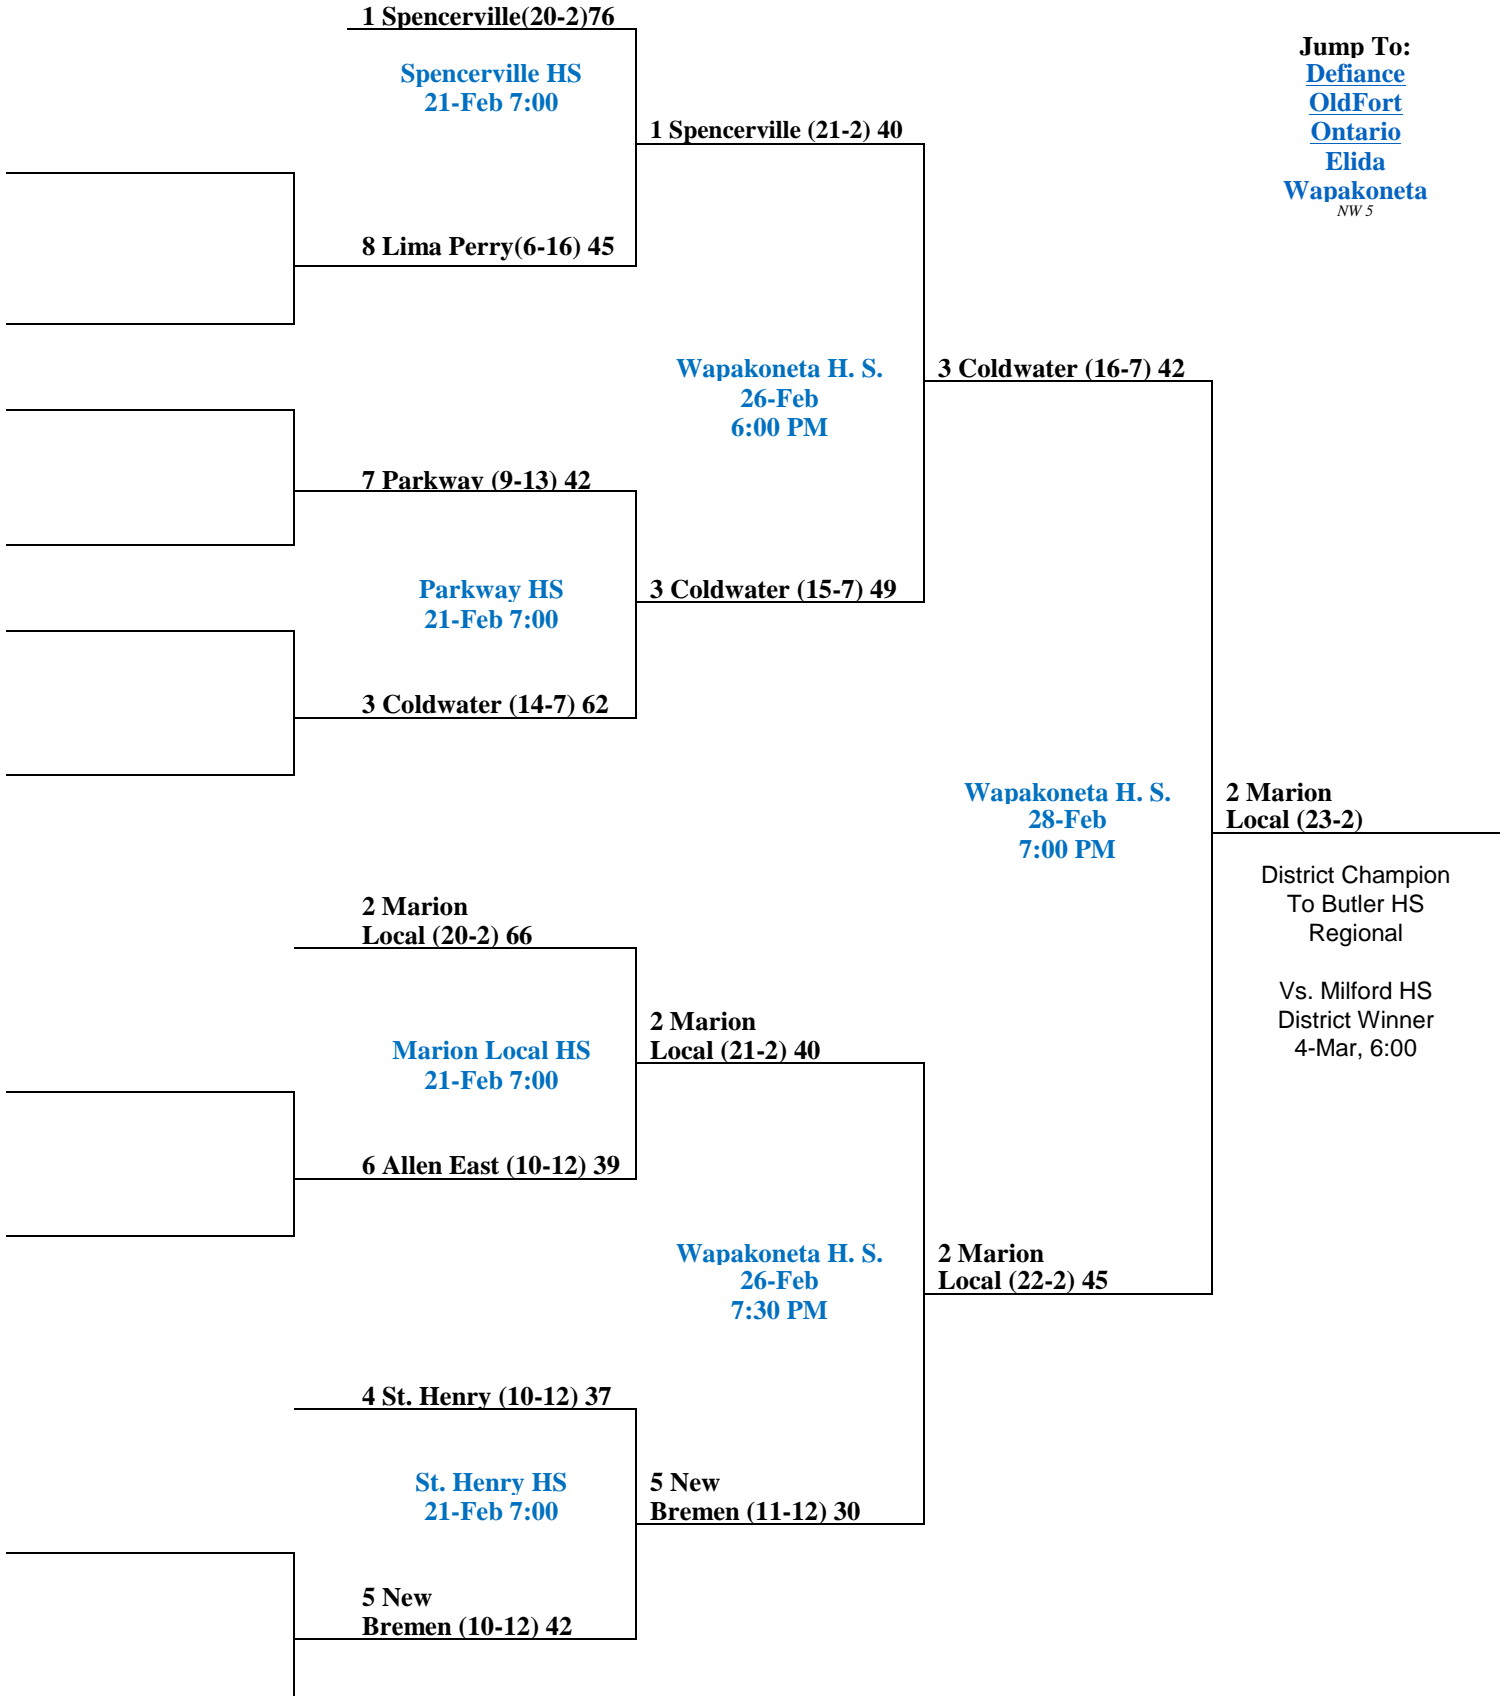 1 Spencerville(20-2)76
Jump To:
Spencerville HS
Defiance
21-Feb 7:00
OldFort
1 Spencerville (21-2) 40
Ontario
Elida
Wapakoneta
NW 5
8 Lima Perry(6-16) 45
Wapakoneta H. S.
3 Coldwater (16-7) 42
26-Feb
6:00 PM
7 Parkway (9-13) 42
Parkway HS
3 Coldwater (15-7) 49
21-Feb 7:00
3 Coldwater (14-7) 62
Wapakoneta H. S.
2 Marion
28-Feb
Local (23-2)
7:00 PM
District Champion
To Butler HS
Regional
2 Marion
Local (20-2) 66
Vs. Milford HS
District Winner
4-Mar, 6:00
2 Marion
Marion Local HS
Local (21-2) 40
21-Feb 7:00
6 Allen East (10-12) 39
Wapakoneta H. S.
2 Marion
26-Feb
Local (22-2) 45
7:30 PM
4 St. Henry (10-12) 37
St. Henry HS
5 New
21-Feb 7:00
Bremen (11-12) 30
5 New
Bremen (10-12) 42